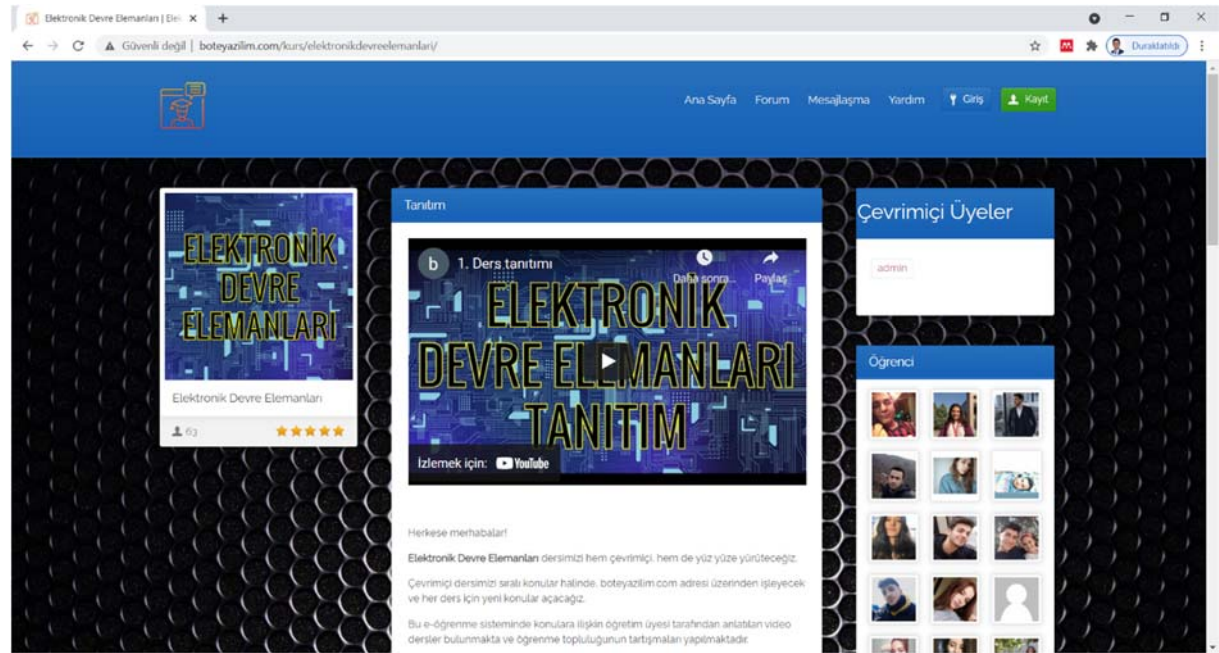 Elektronik Devre Elemanları | Ele
Güvenli değil | boteyazilim.com/kurs/elektronikdevreelemanlari/
Duraklatıldı
Ana Sayfa Forum Mesajlaşma Yardım Giriş Kayıt
ELEKTRONİK
DEVRE
ELEMANLARI
Elektronik Devre Elemanları
63
Tanıtım
b 1. Ders tanıtımı
Daha sonra... Paylaş
ELEKTRONIK
DEVRE ELEMANLARI
TANITIM
İzlemek için: YouTube
Herkese merhabalar!
Elektronik Devre Elemanları dersimizi hem çevrimiçi, hem de yüz yüze yürüteceğiz.
Çevrimiçi dersimizi sıralı konular halinde, boteyazilim.com adresi üzerinden işleyecek
ve her ders için yeni konular açacağız.
Bu e-öğrenme sisteminde konulara ilişkin öğretim üyesi tarafından anlatılan video
dersler bulunmakta ve öğrenme topluluğunun tartışmaları yapılmaktadır.
Çevrimiçi Üyeler
admin
Öğrenci